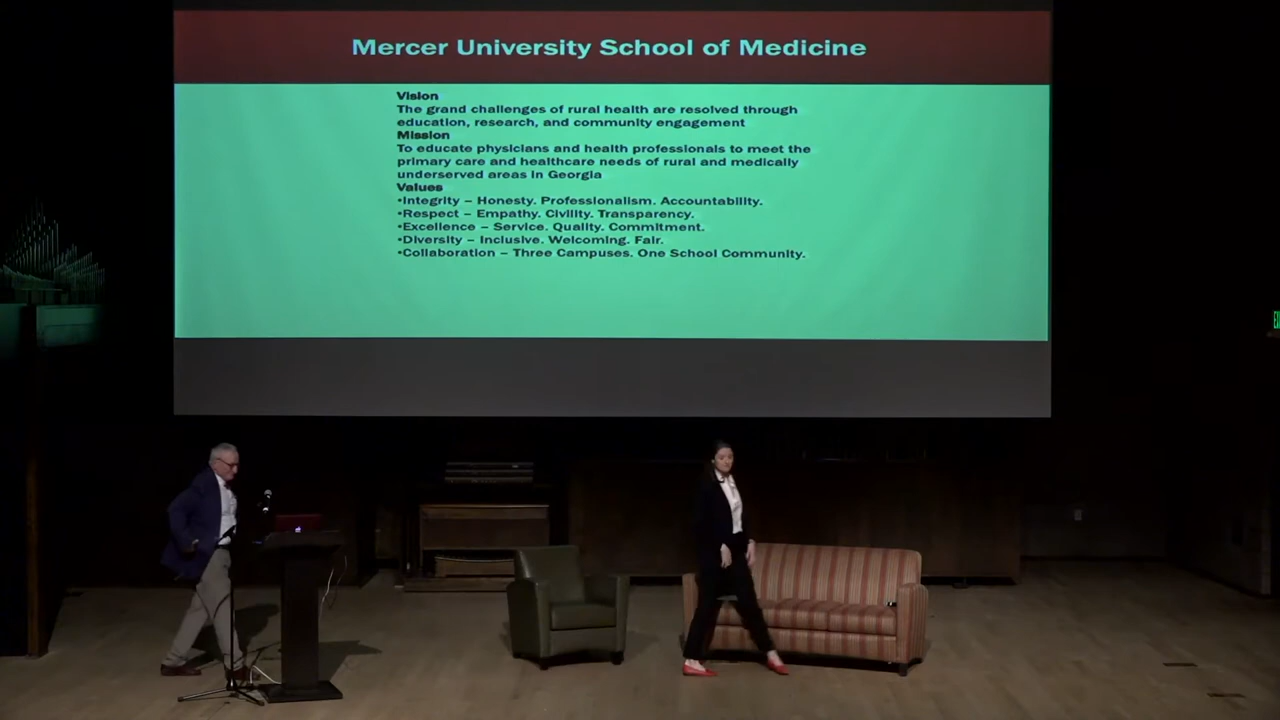 Mercer University School of Medicine
Vision
The grand challenges of rural health are resolved through
education, research, and community engagement
Mission
To educate physicians and health professionals to meet the
primary care and healthcare needs of rural and medically
underserved areas in Georgia
Values
•Integrity – Honesty. Professionalism. Accountability.
•Respect – Empathy. Civility. Transparency.
•Excellence – Service. Quality. Commitment.
•Diversity – Inclusive. Welcoming. Fair.
•Collaboration – Three Campuses. One School Community.